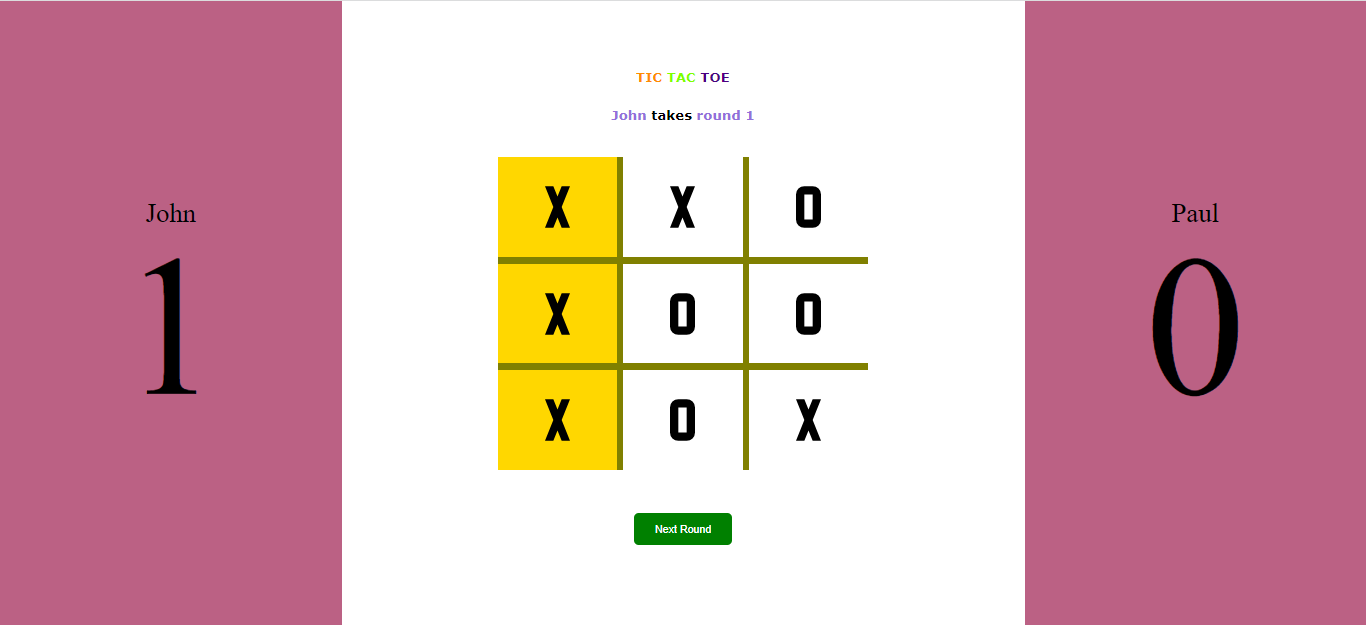 TIC TAC TOE
John takes round 1
John
1
X X O
X O O
X O X
Paul
0
Next Round